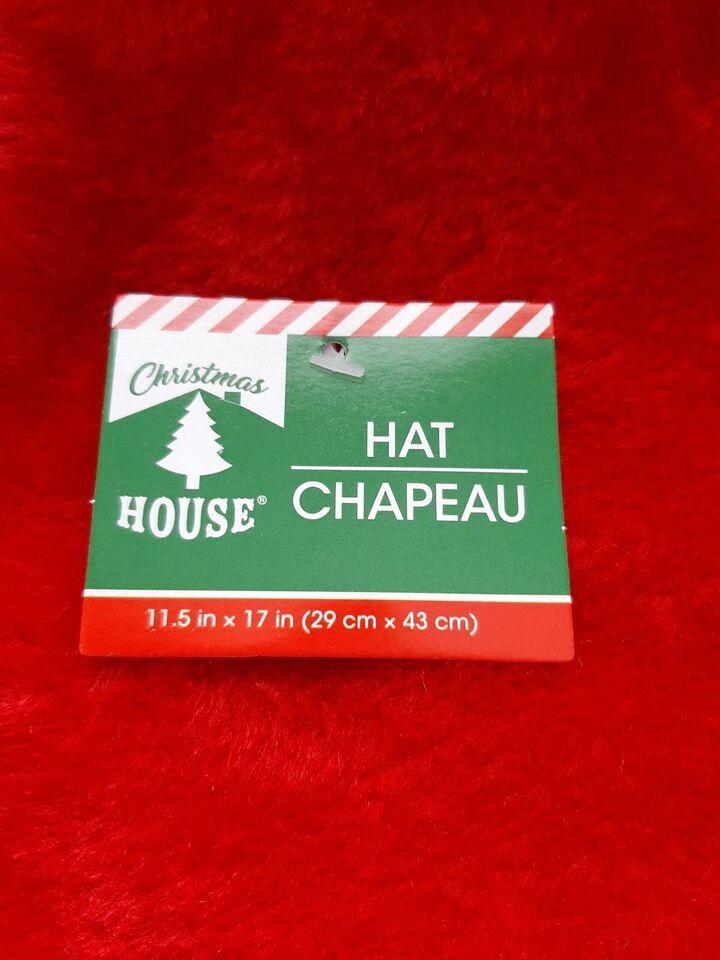 Christmas
HOUSE®
HAT
CHAPEAU
11.5 in x 17 in (29 cm x 43 cm)